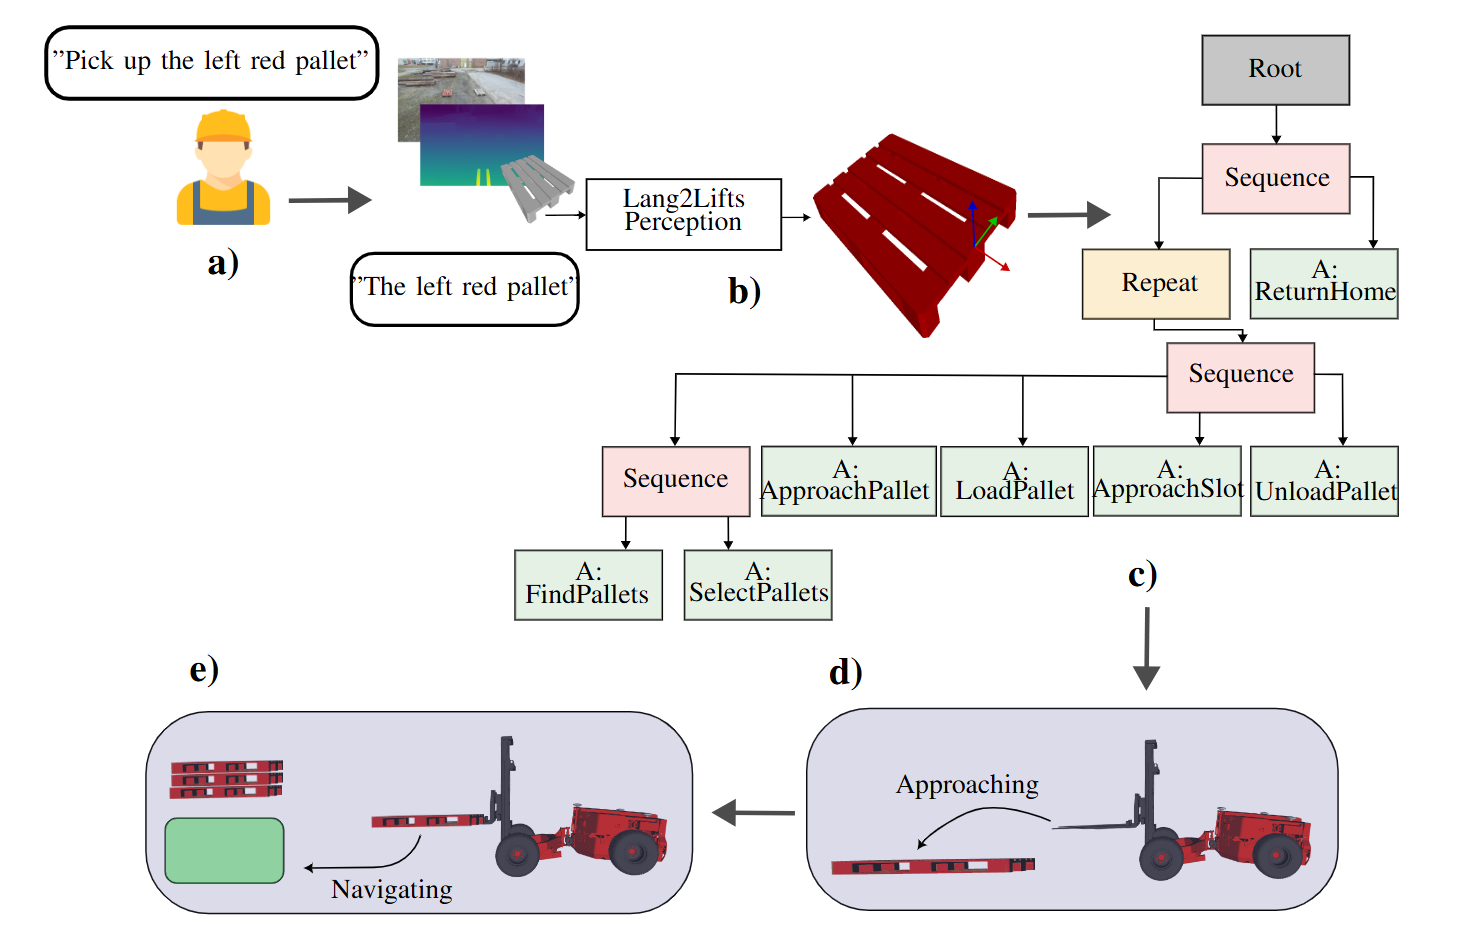 ”Pick up the left red pallet”
a)
”The left red pallet”
Lang2Lifts
Perception
b)
Root
Sequence
Repeat
A:
ReturnHome
Sequence
Sequence
A:
ApproachPallet
A:
LoadPallet
A:
ApproachSlot
A:
UnloadPallet
A:
FindPallets
A:
SelectPallets
c)
d)
Approaching
e)
Navigating